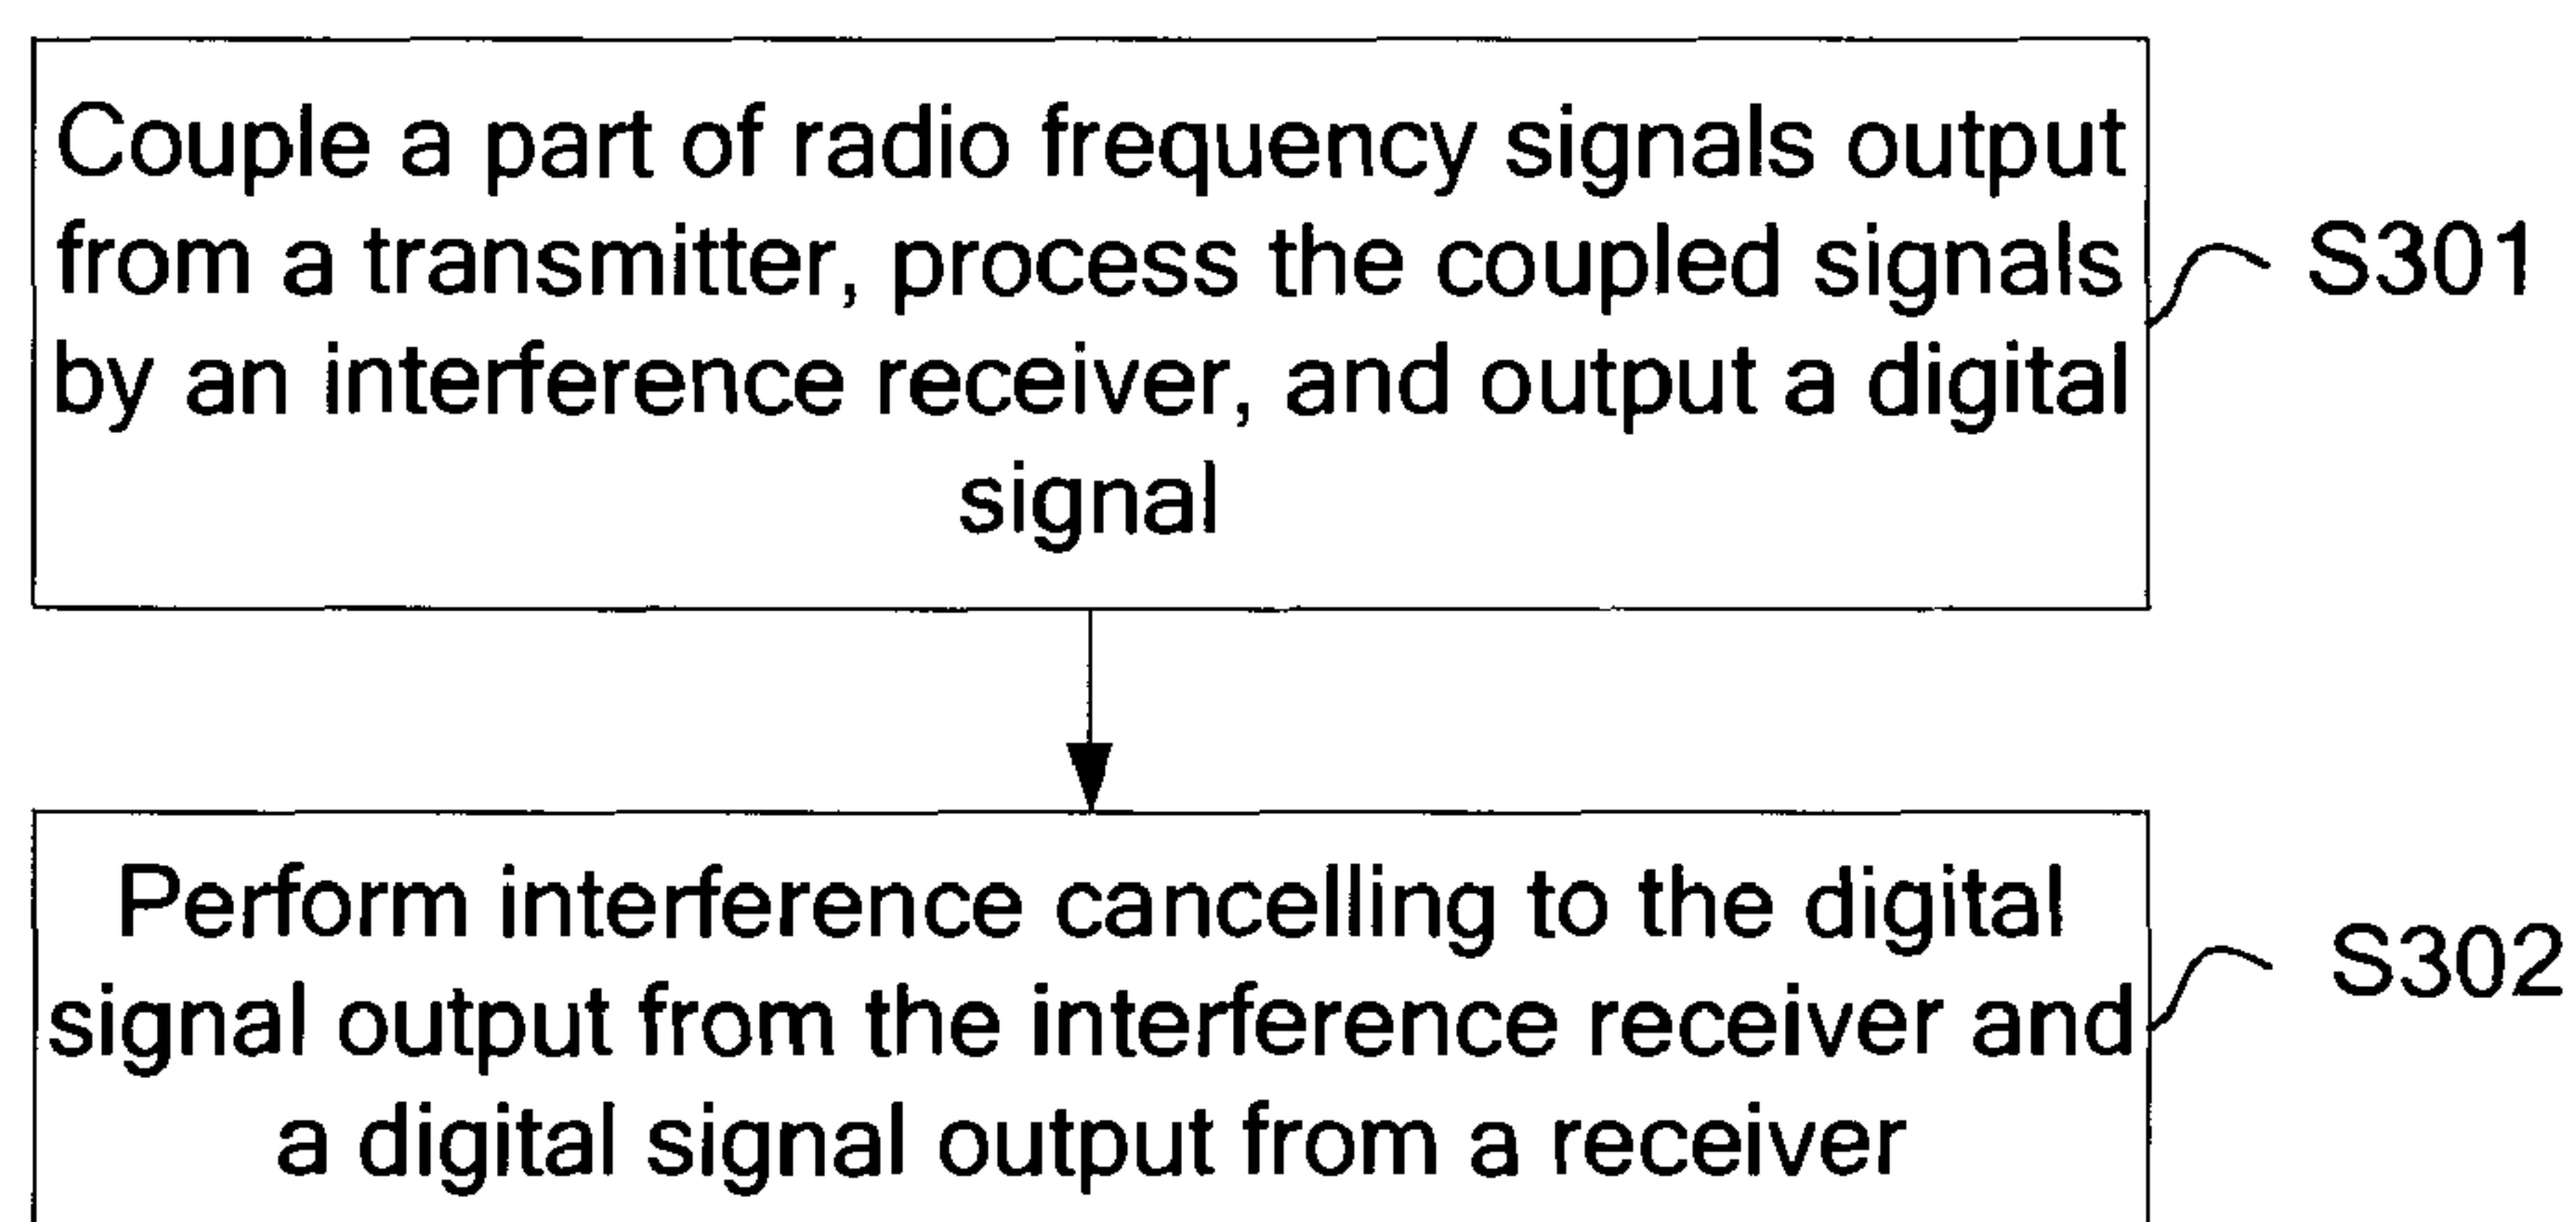 Couple a part of radio frequency signals output
from a transmitter, process the coupled signals
by an interference receiver, and output a digital
signal
S301
Perform interference cancelling to the digital
signal output from the interference receiver and
a digital signal output from a receiver
S302